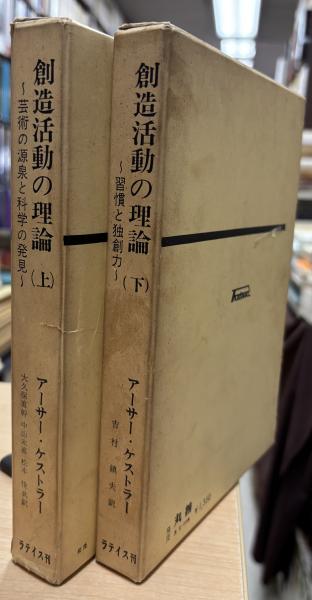 創造活動の理論（上）
～芸術の源泉と科学の発見～
アーサー・ケストラー
大久保直幹 中山未喜 松本 俊 共訳
ラテイス刊
創造活動の理論（下）
～習慣と独創力～
アーサー・ケストラー
吉村 鎮夫訳
ラテイス刊
丸善
¥1,350